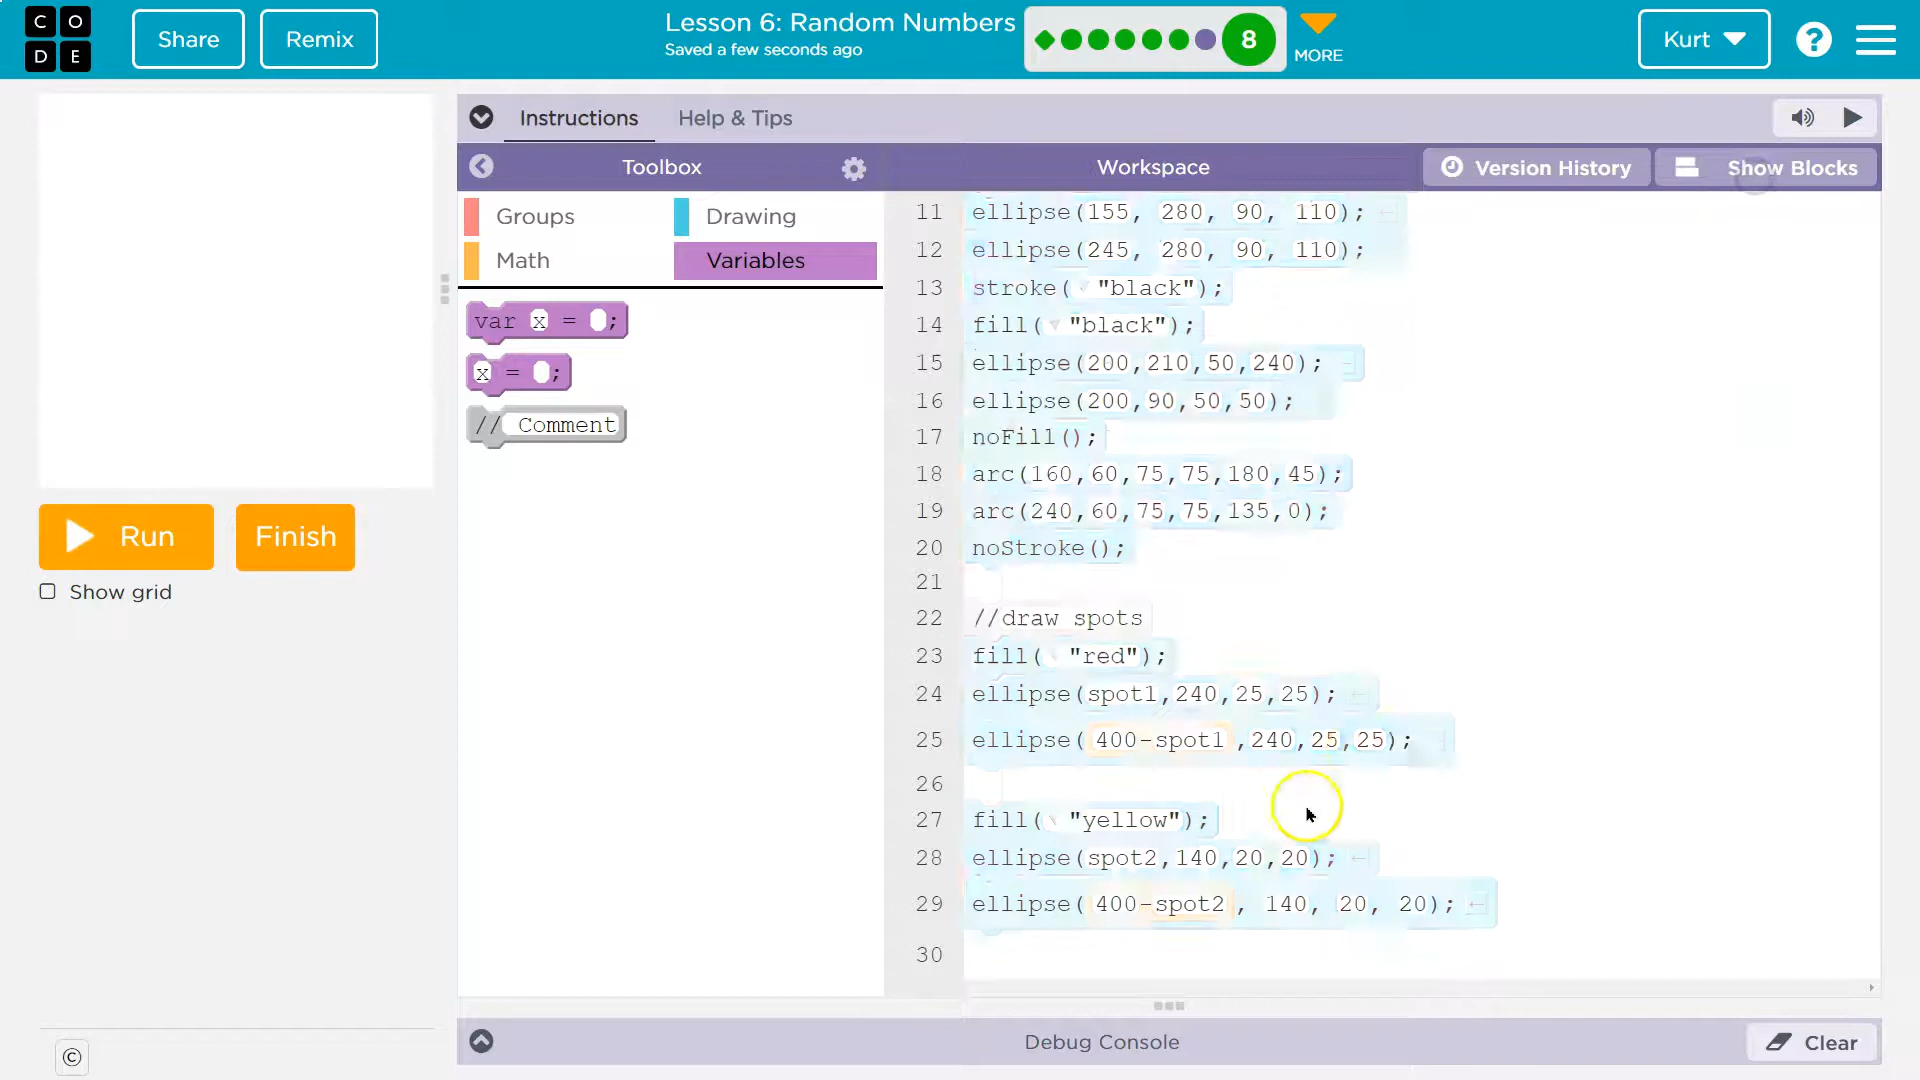 C O
D E
Share
Remix
Lesson 6: Random Numbers
Saved a few seconds ago
8
MORE
Kurt
?
Instructions
Help & Tips
Toolbox
Workspace
Version History
Show Blocks
Groups
Drawing
Math
Variables
var x = ;
x = ;
// Comment
Run
Finish
Show grid
11 ellipse(155, 280, 90, 110);
12 ellipse(245, 280, 90, 110);
13 stroke( "black");
14 fill( "black");
15 ellipse(200,210,50,240);
16 ellipse(200,90,50,50);
17 noFill();
18 arc(160,60,75,75,180,45);
19 arc(240,60,75,75,135,0);
20 noStroke();
21
22 //draw spots
23 fill( "red");
24 ellipse(spot1,240,25,25);
25 ellipse( 400-spot1 ,240,25,25);
26
27 fill( "yellow");
28 ellipse(spot2,140,20,20);
29 ellipse( 400-spot2 , 140, 20, 20);
30
Debug Console
Clear
©